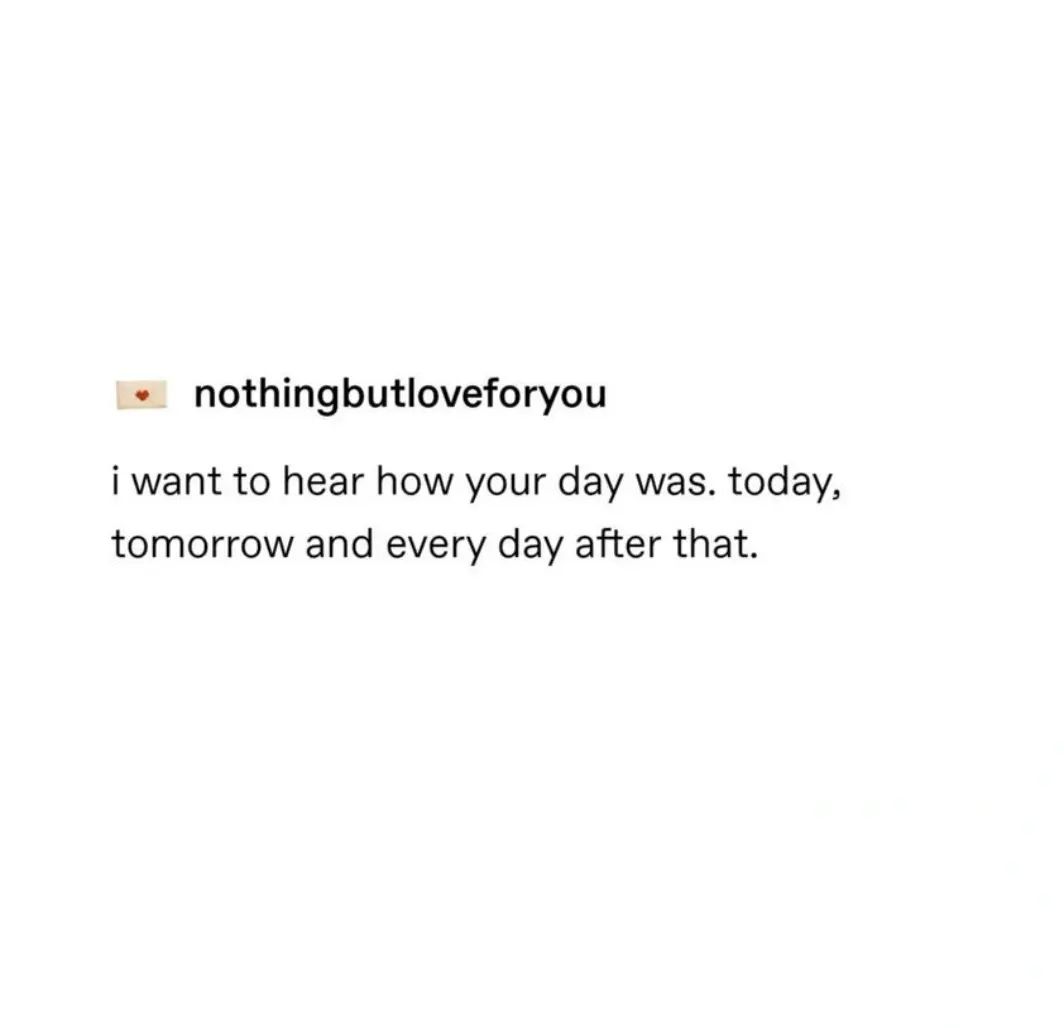 nothingbutloveforyou
i want to hear how your day was. today,
tomorrow and every day after that.